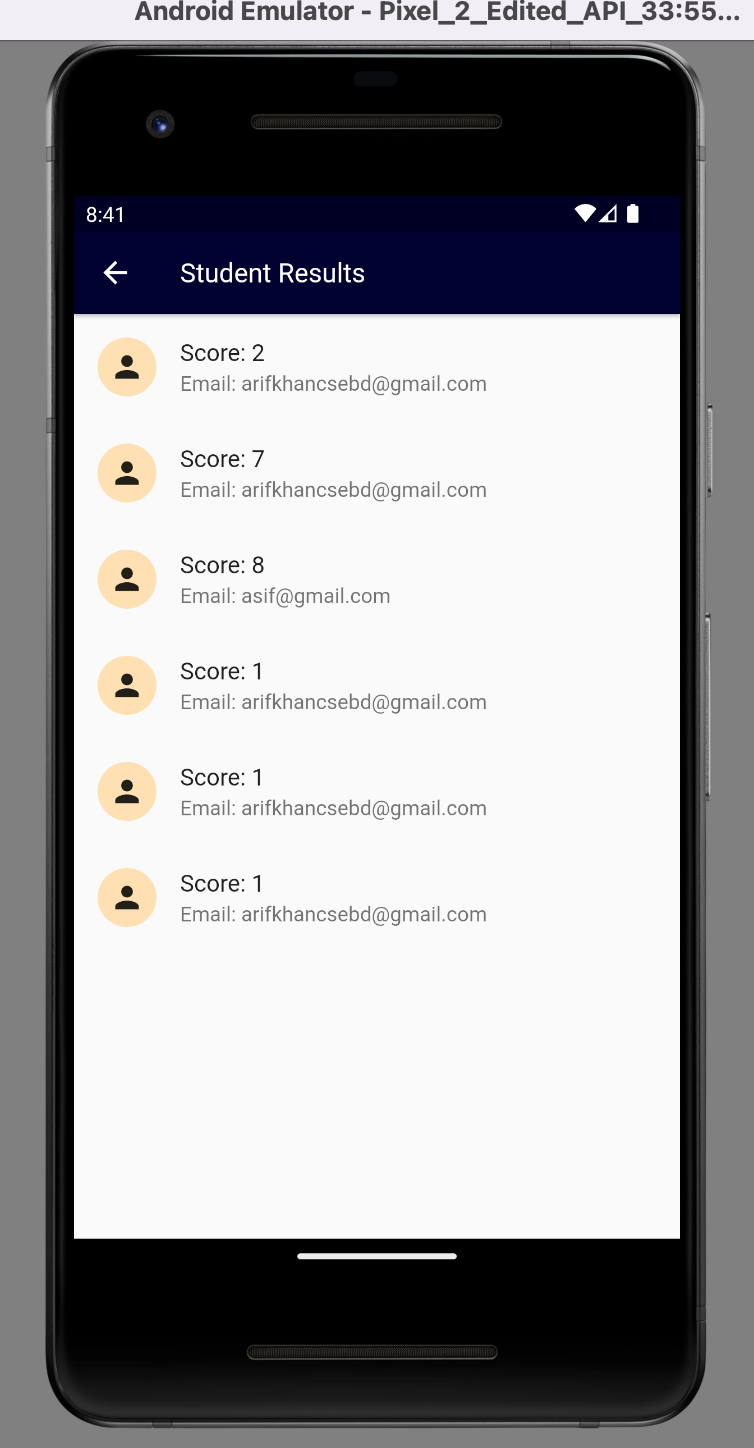 Android Emulator - Pixel_2_Edited_API_33:55...
8:41
Student Results
Score: 2
Email: arifkhancsebd@gmail.com
Score: 7
Email: arifkhancsebd@gmail.com
Score: 8
Email: asif@gmail.com
Score: 1
Email: arifkhancsebd@gmail.com
Score: 1
Email: arifkhancsebd@gmail.com
Score: 1
Email: arifkhancsebd@gmail.com